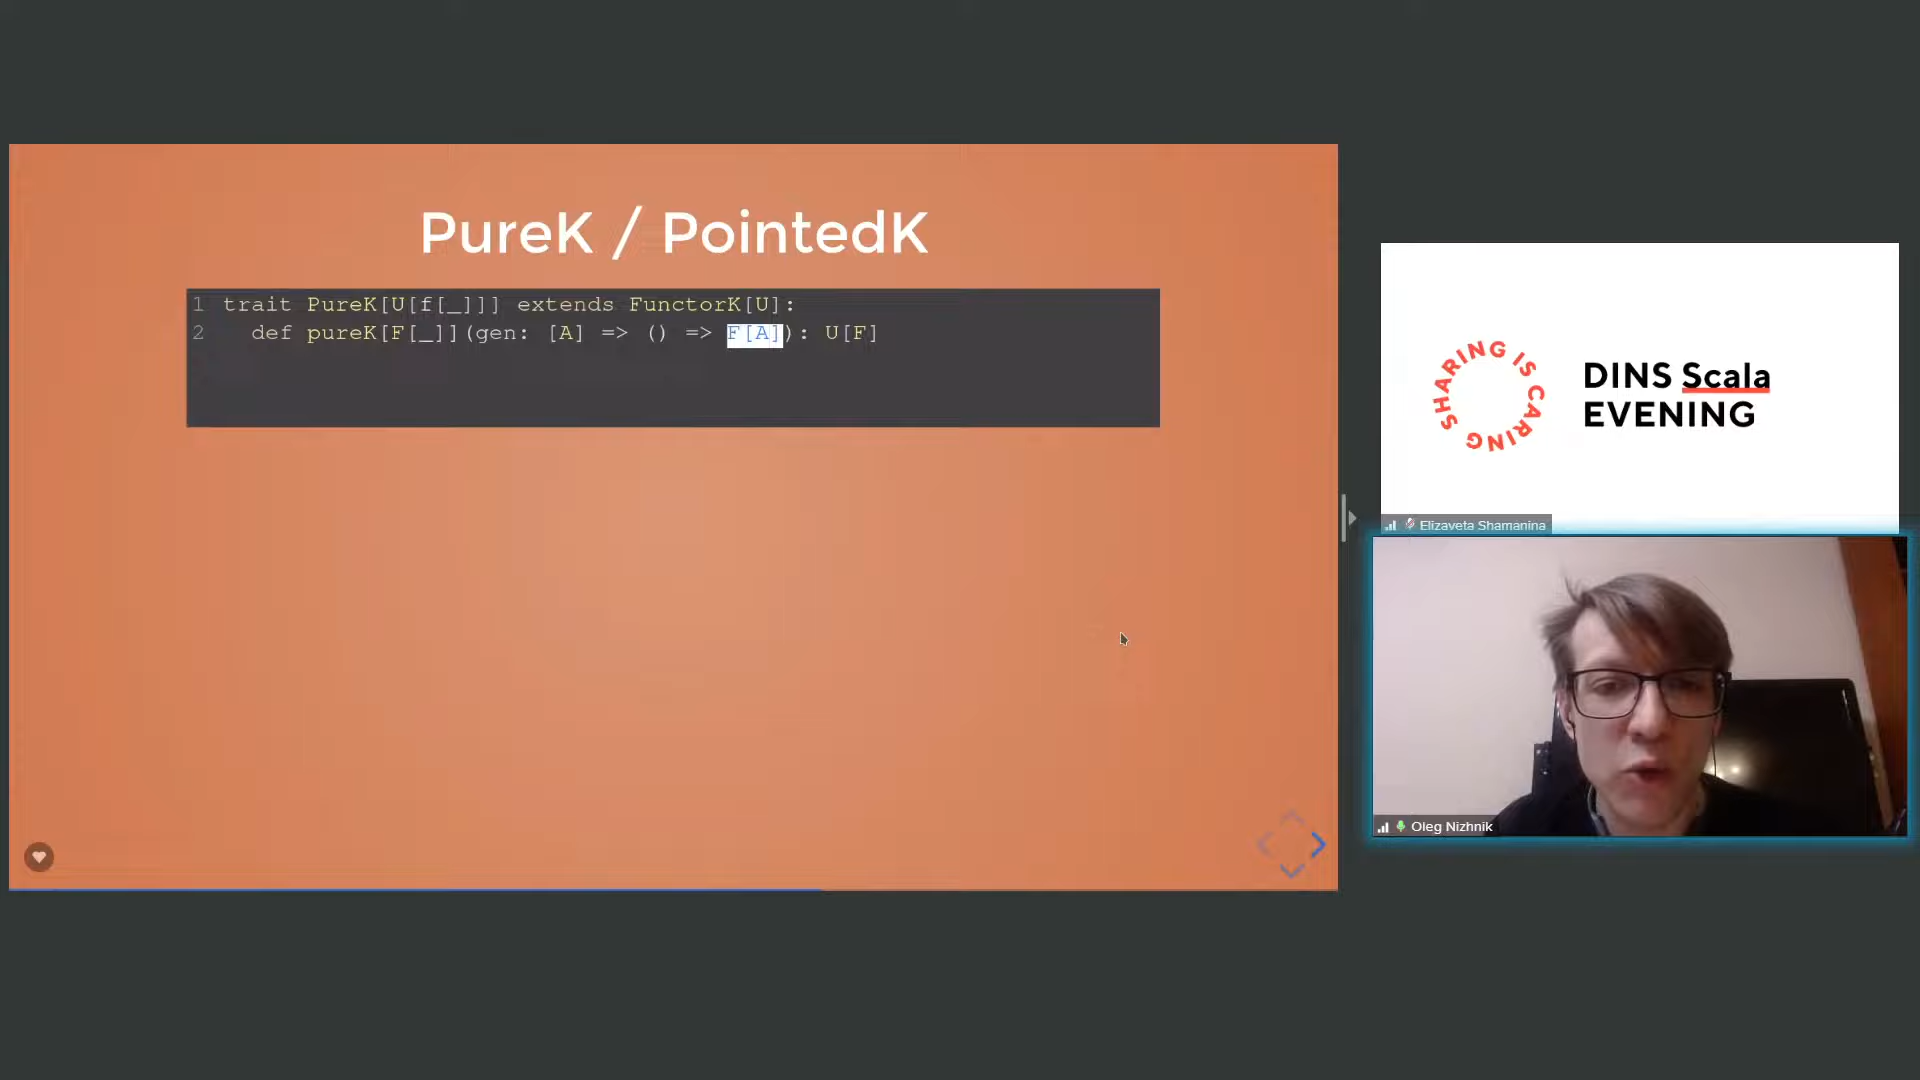 PureK / PointedK
1 trait PureK[U[f[_]]] extends FunctorK[U]:
2 def pureK[F[_]](gen: [A] => () => F[A]): U[F]
SHARING IS CARING
DINS Scala
EVENING
Elizaveta Shamanina
Oleg Nizhnik